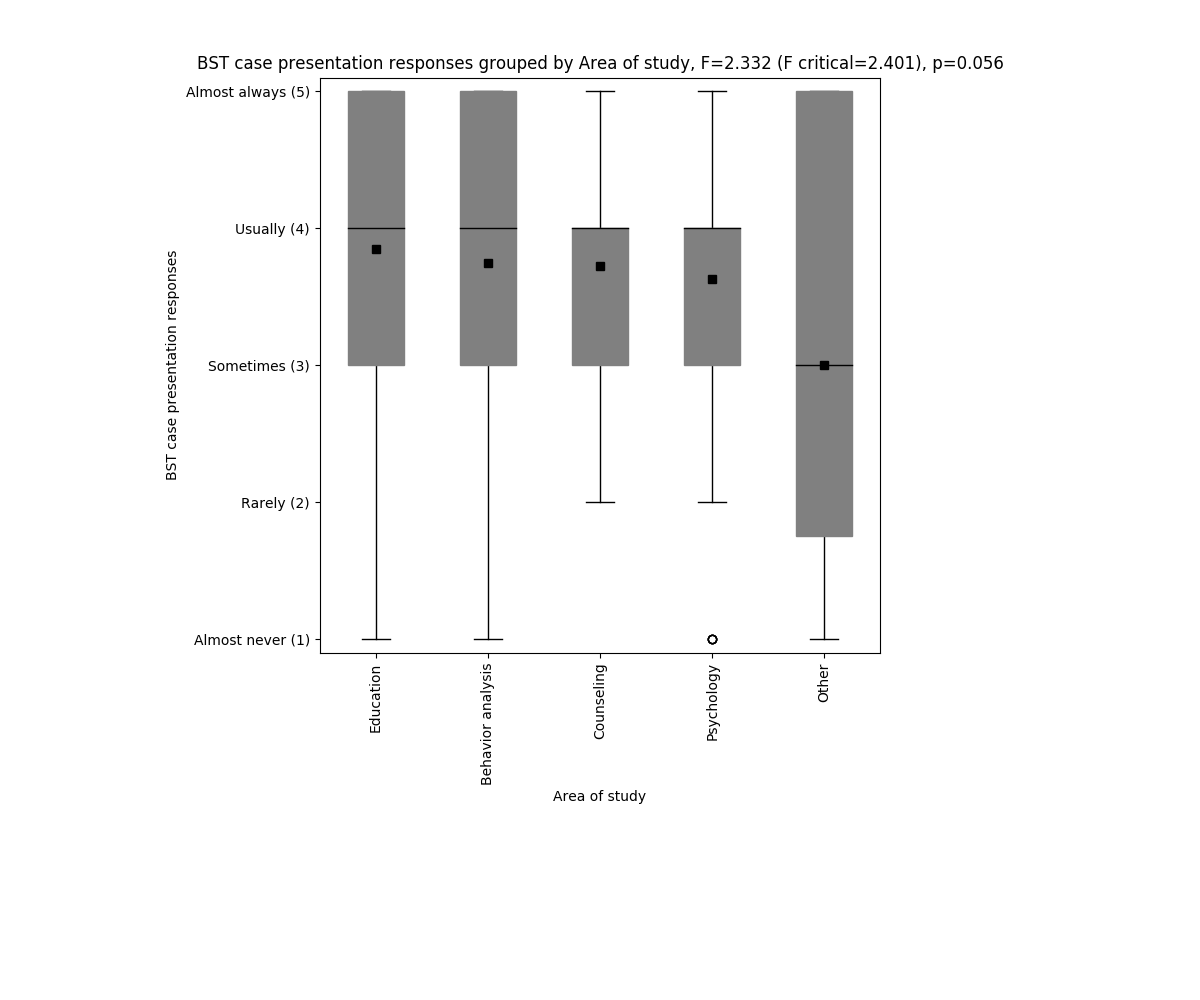 BST case presentation responses grouped by Area of study, F=2.332 (F critical=2.401), p=0.056
Almost always (5)
Usually (4)
Sometimes (3)
Rarely (2)
Almost never (1)
BST case presentation responses
Education
Behavior analysis
Counseling
Psychology
Other
Area of study